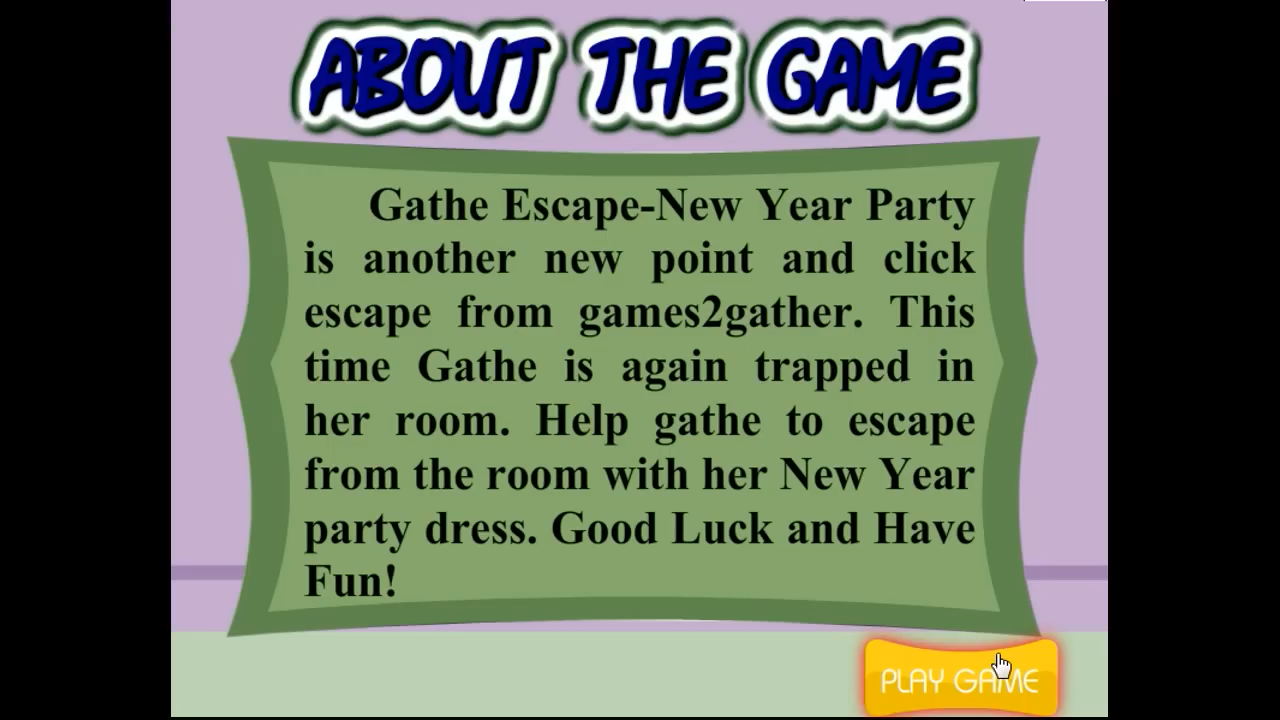 ABOUT THE GAME
Gathe Escape-New Year Party
is another new point and click
escape from games2gather. This
time Gathe is again trapped in
her room. Help gathe to escape
from the room with her New Year
party dress. Good Luck and Have
Fun!
PLAY GAME